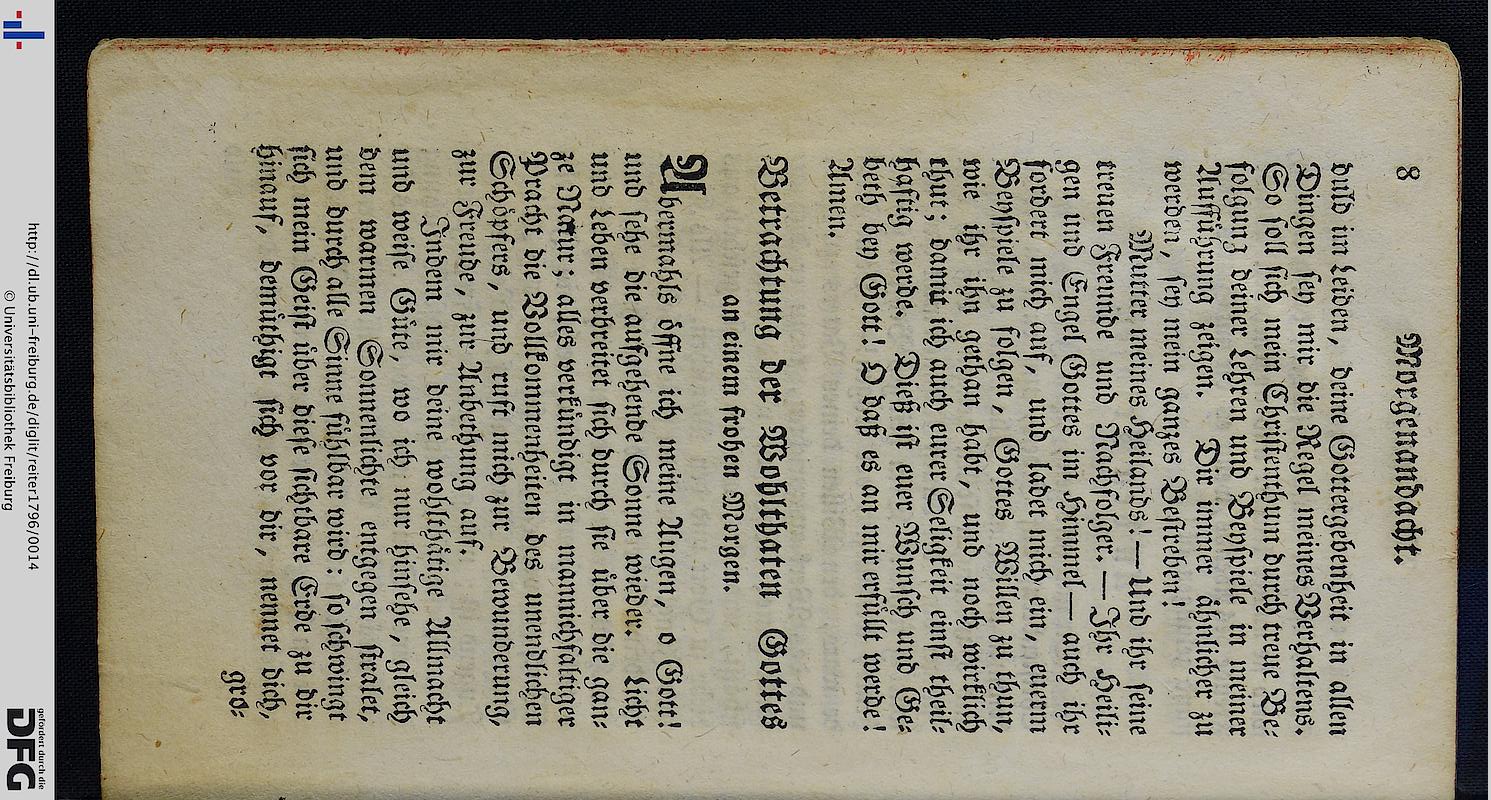 8
Morgenandacht.
duld im Leiden, deine Gottergebenheit in allen
Dingen sey mir die Regel meines Verhaltens.
So soll sich mein Christenthum durch treue Be-
folgung deiner Lehren und Beyspiele in meiner
Aufführung zeigen. Dir immer ähnlicher zu
werden, sey mein ganzes Bestreben!
Mutter meines Heilands! — Und ihr seine
treuen Freunde und Nachfolger. — Ihr Heili-
gen und Engel Gottes im Himmel — auch ihr
fordert mich auf, und ladet mich ein, euerm
Beyspiele zu folgen, Gottes Willen zu thun,
wie ihr ihn gethan habt, und noch wirklich
thut; damit ich auch eurer Seligkeit einst theil-
haftig werde. Dieß ist euer Wunsch und Ge-
beth bey Gott! O daß es an mir erfüllt werde!
Amen.
Betrachtung der Wohlthaten Gottes
an einem frohen Morgen.
Abermahls öffne ich meine Augen, o Gott!
und sehe die aufgehende Sonne wieder. Licht
und Leben verbreitet sich durch sie über die gan-
ze Natur; alles verkündigt in mannichfaltiger
Pracht die Vollkommenheiten des unendlichen
Schöpfers, und ruft mich zur Bewunderung,
zur Freude, zur Anbethung auf.
Indem mir deine wohlthätige Allmacht
und weise Güte, wo ich nur hinsehe, gleich
dem warmen Sonnenlichte entgegen stralet,
und durch alle Sinne fühlbar wird: so schwingt
sich mein Geist über diese sichtbare Erde zu dir
hinauf, demüthigt sich vor dir, nennet dich,
grö-
http://dl.ub.uni-freiburg.de/diglit/reiter1796/0014
© Universitätsbibliothek Freiburg
gefördert durch die
DFG